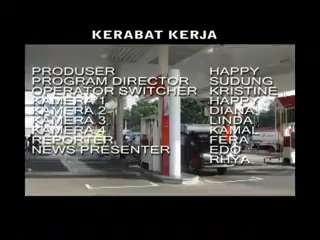 KERABAT KERJA
PRODUSER HAPPY
PROGRAM DIRECTOR SUDUNG
OPERATOR SWITCHER KRISTINE
KAMERA 1 HAPPY
KAMERA 2 DIANA
KAMERA 3 LINDA
KAMERA 4 KAMAL
REPORTER FERA
NEWS PRESENTER EDO
RHYA